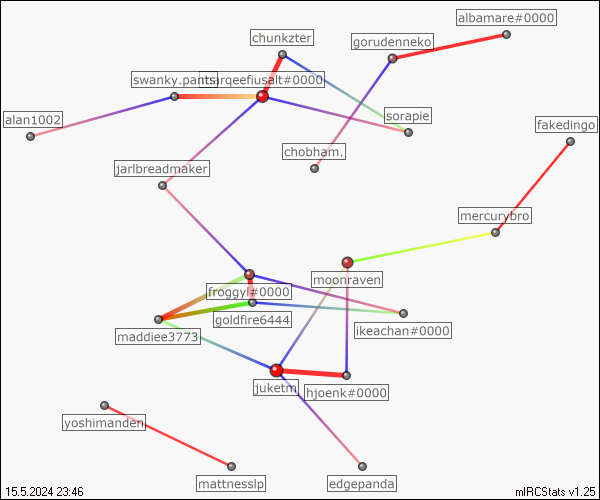 albamare#0000
chunkzter
gorudenneko
swanky.pants
marqeefiusalt#0000
alan1002
sorapie
fakedingo
chobham.
jarlbreadmaker
mercurybro
moonraven
froggyl#0000
goldfire6444
ikeachan#0000
maddiee3773
juketm
hjoenk#0000
yoshimanden
mattnesslp
edgepanda
15.5.2024 23:46
mIRCStats v1.25